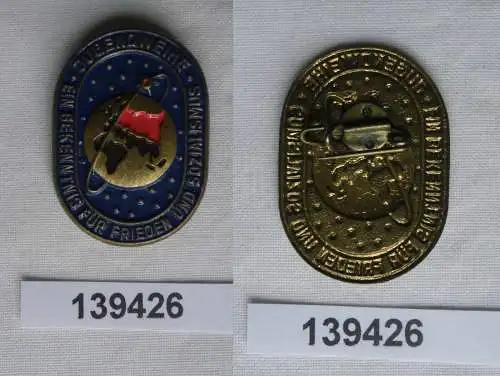 JUGENDWEIHE
EIN BEKENNTNIS FÜR FRIEDEN UND SOZIALISMUS
139426
139426